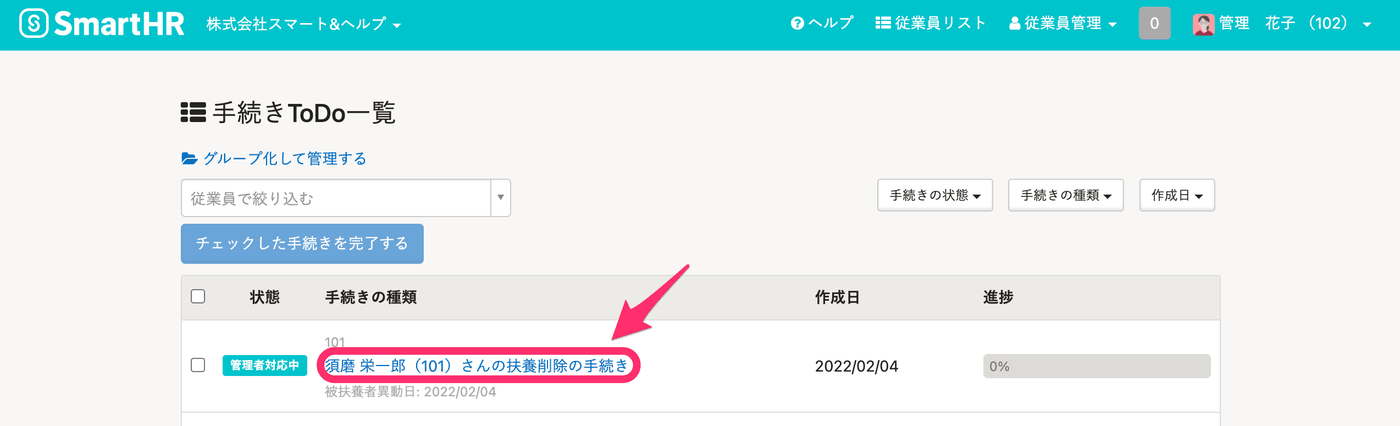 SmartHR 株式会社スマート&ヘルプ ヘルプ 従業員リスト 従業員管理 0 管理 花子 (102)
手続きToDo一覧
グループ化して管理する
従業員で絞り込む 手続きの状態 手続きの種類 作成日
チェックした手続きを完了する
状態 手続きの種類 作成日 進捗
101
管理者対応中 須磨 栄一郎（101）さんの扶養削除の手続き 2022/02/04 0%
被扶養者異動日: 2022/02/04